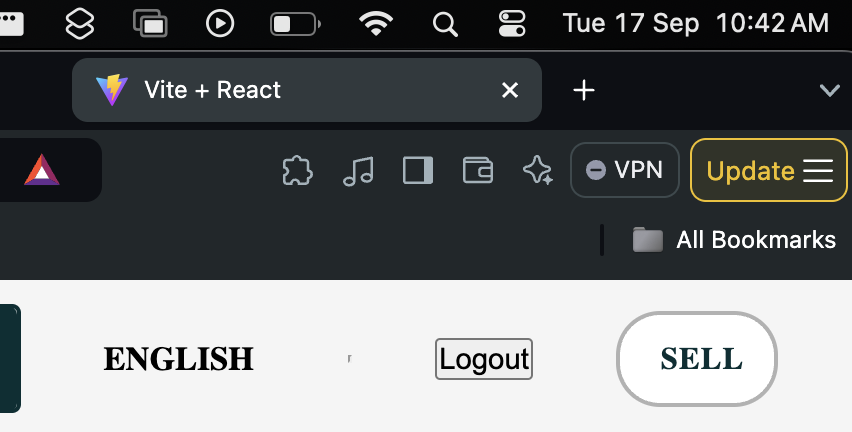 Tue 17 Sep 10:42 AM
Vite + React
VPN Update
All Bookmarks
ENGLISH r Logout SELL